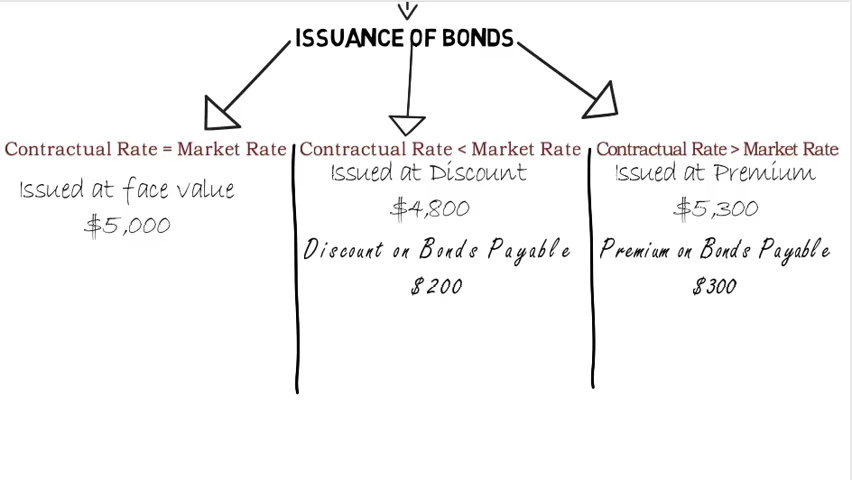 ISSUANCE OF BONDS
Contractual Rate = Market Rate
Issued at face value
$5,000
Contractual Rate < Market Rate
Issued at Discount
$4,800
Discount on Bonds Payable
$200
Contractual Rate > Market Rate
Issued at Premium
$5,300
Premium on Bonds Payable
$300